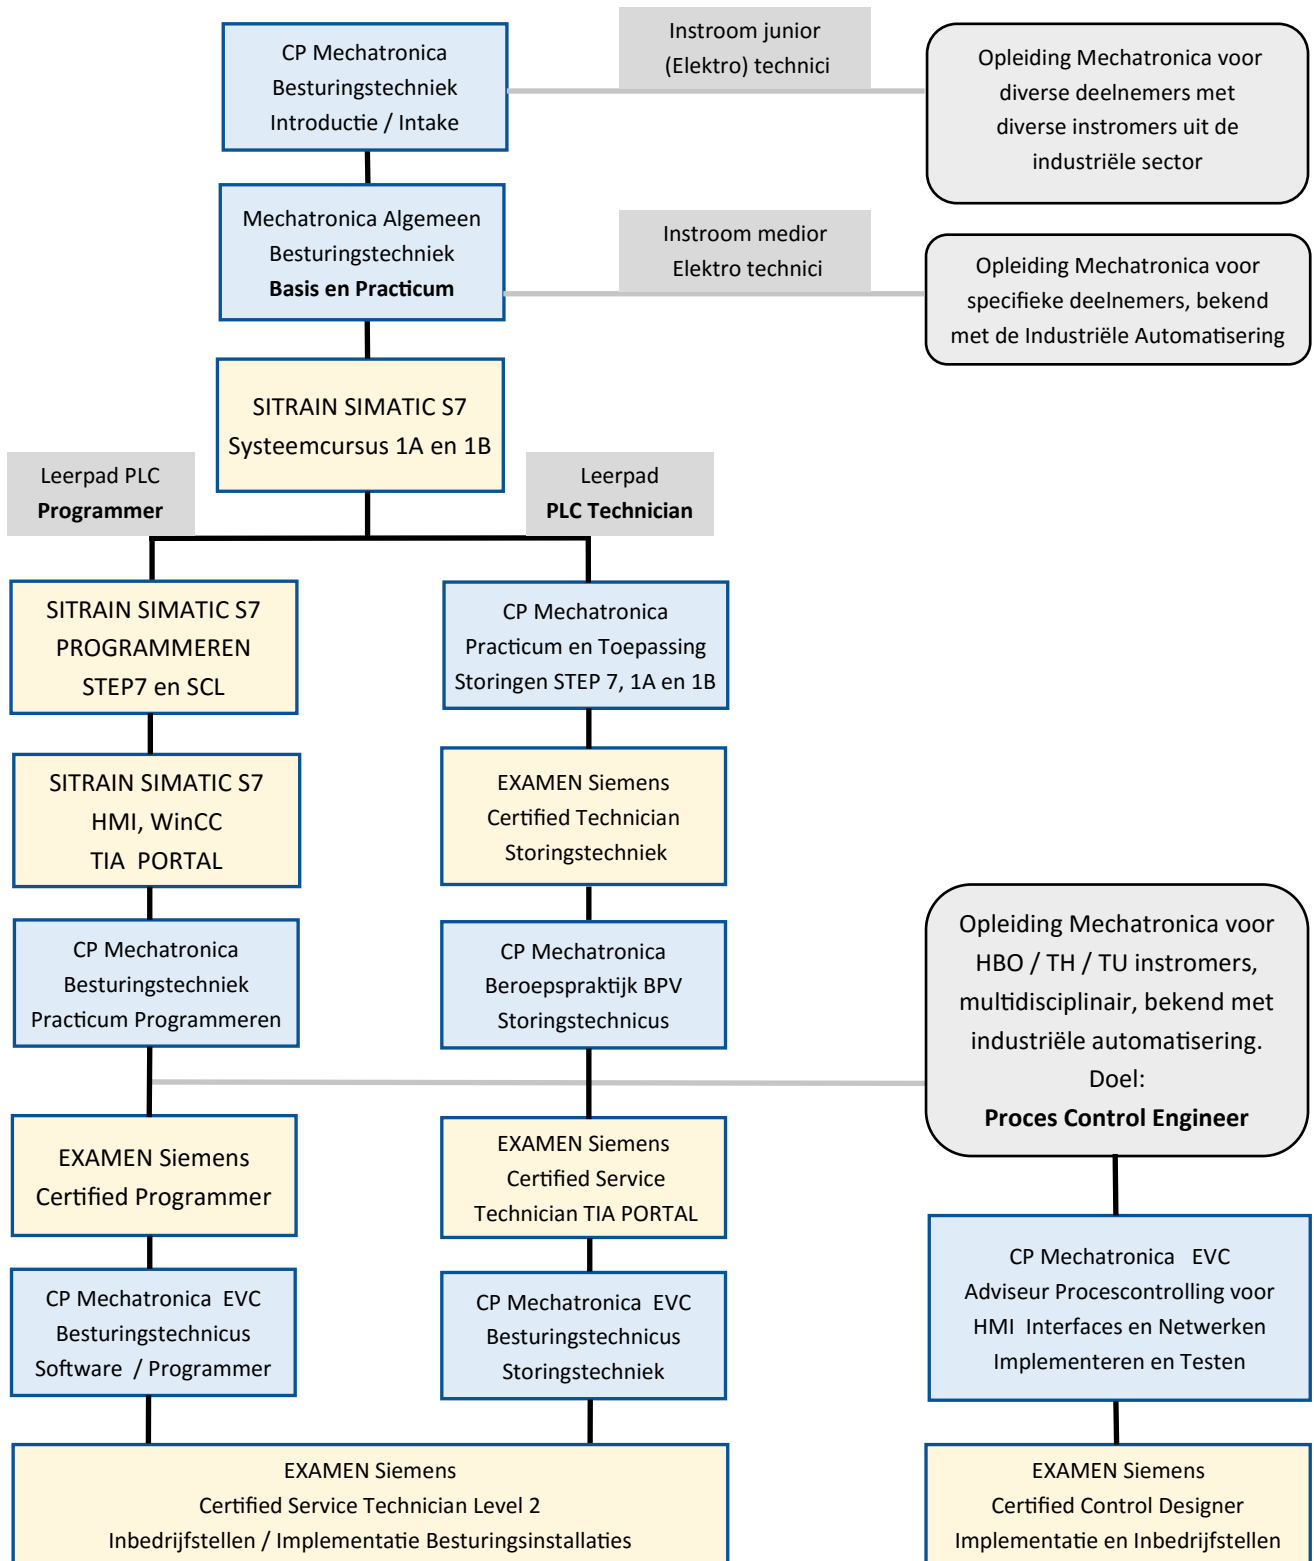 CP Mechatronica
Besturingstechniek
Introductie / Intake
Instroom junior
(Elektro) technici
Opleiding Mechatronica voor
diverse deelnemers met
diverse instromers uit de
industriële sector
Mechatronica Algemeen
Besturingstechniek
Basis en Practicum
Instroom medior
Elektro technici
Opleiding Mechatronica voor
specifieke deelnemers, bekend
met de Industriële Automatisering
SITRAIN SIMATIC S7
Systeemcursus 1A en 1B
Leerpad PLC
Programmer
Leerpad
PLC Technician
SITRAIN SIMATIC S7
PROGRAMMEREN
STEP7 en SCL
CP Mechatronica
Practicum en Toepassing
Storingen STEP 7, 1A en 1B
SITRAIN SIMATIC S7
HMI, WinCC
TIA PORTAL
EXAMEN Siemens
Certified Technician
Storingstechniek
CP Mechatronica
Besturingstechniek
Practicum Programmeren
CP Mechatronica
Beroepspraktijk BPV
Storingstechnicus
Opleiding Mechatronica voor
HBO / TH / TU instromers,
multidisciplinair, bekend met
industriële automatisering.
Doel:
Proces Control Engineer
EXAMEN Siemens
Certified Programmer
EXAMEN Siemens
Certified Service
Technician TIA PORTAL
CP Mechatronica EVC
Besturingstechnicus
Software / Programmer
CP Mechatronica EVC
Besturingstechnicus
Storingstechniek
CP Mechatronica EVC
Adviseur Procescontrolling voor
HMI Interfaces en Netwerken
Implementeren en Testen
EXAMEN Siemens
Certified Service Technician Level 2
Inbedrijfstellen / Implementatie Besturingsinstallaties
EXAMEN Siemens
Certified Control Designer
Implementatie en Inbedrijfstellen